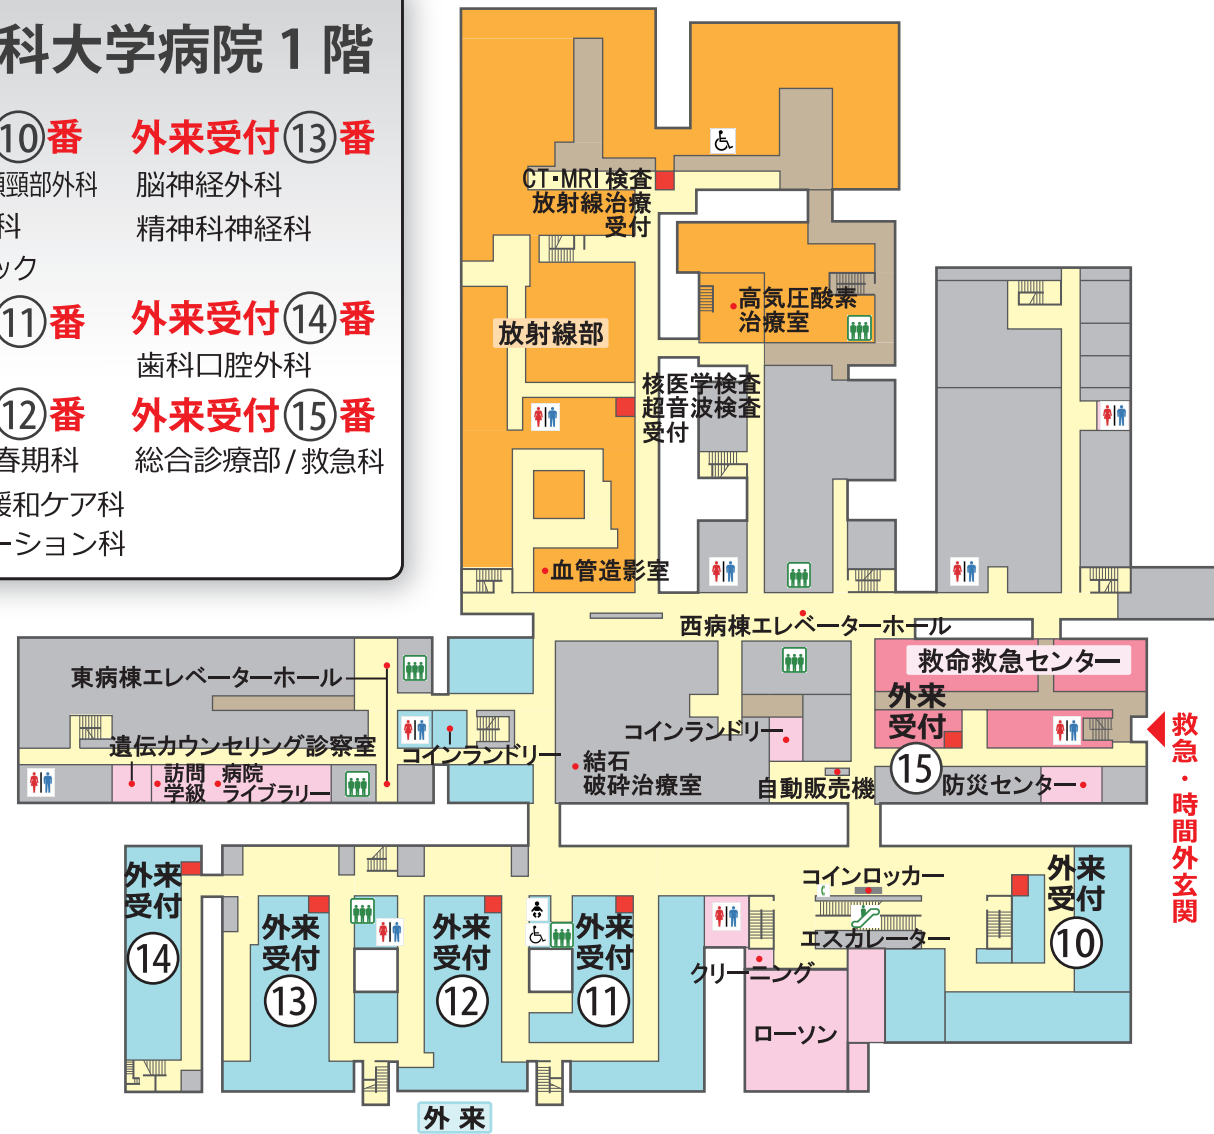 科大学病院 1 階
⑩番
頸部外科
科
ック
⑪番
⑫番
春期科
緩和ケア科
ーション科
外来受付⑬番
脳神経外科
精神科神経科
外来受付⑭番
歯科口腔外科
外来受付⑮番
総合診療部 / 救急科
CT・MRI 検査
放射線治療
受付
高気圧酸素
治療室
放射線部
核医学検査
超音波検査
受付
血管造影室
西病棟エレベーターホール
東病棟エレベーターホール
救命救急センター
外来
受付
⑮
コインランドリー
コインランドリー
遺伝カウンセリング診察室
訪問
学級
病院
ライブラリー
結石
破砕治療室
自動販売機
防災センター
救急・時間外玄関
外来
受付
⑭
外来
受付
⑬
外来
受付
⑫
外来
受付
⑪
コインロッカー
エスカレーター
外来
受付
⑩
クリーニング
ローソン
外 来